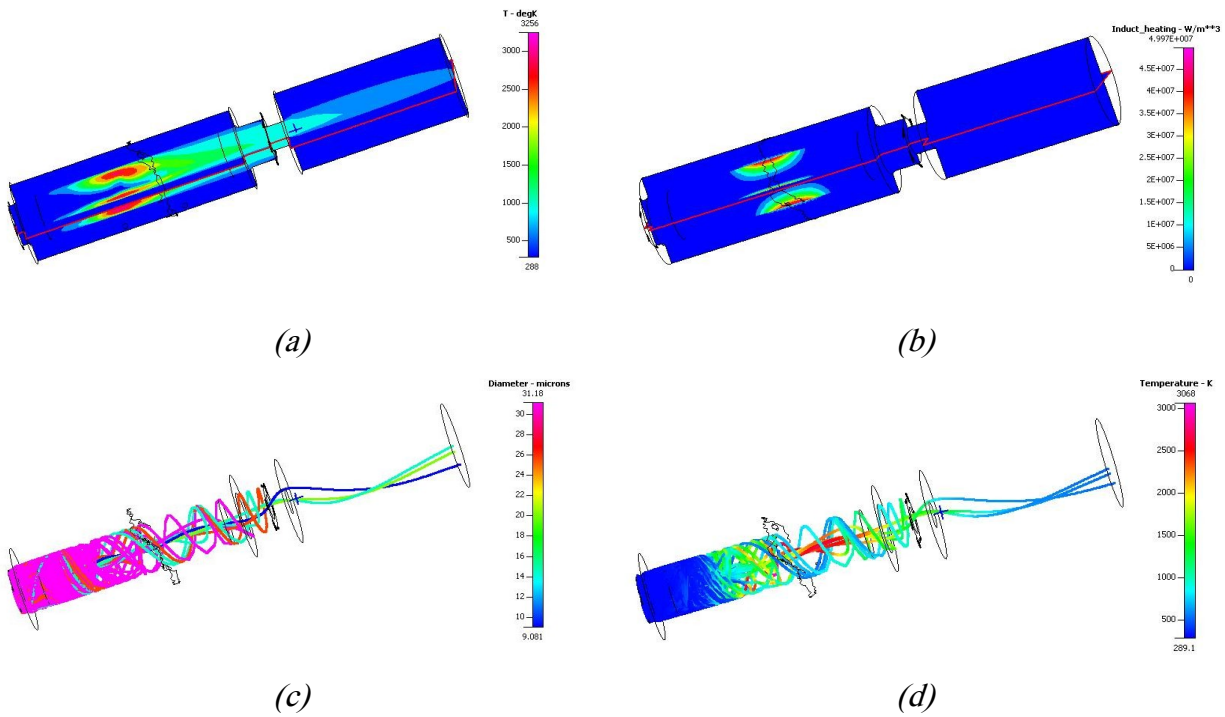 T - degK
3256
3000
2500
2000
1500
1000
500
288
(a)
Induct_heating - W/m**3
4.997E+007
4.5E+007
4E+007
3.5E+007
3E+007
2.5E+007
2E+007
1.5E+007
1E+007
5E+006
0
0
(b)
Diameter - microns
31.18
30
28
26
24
22
20
18
16
14
12
10
9.081
(c)
Temperature - K
3068
3000
2500
2000
1500
1000
500
289.1
(d)